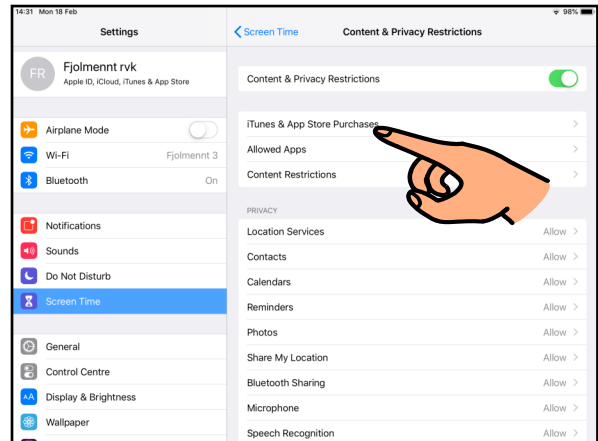 14:31 Mon 18 Feb
98%
Settings
FR
Fjolmennt rvk
Apple ID, iCloud, iTunes & App Store
Airplane Mode
Wi-Fi Fjolmennt 3
Bluetooth On
Notifications
Sounds
Do Not Disturb
Screen Time
General
Control Centre
AA Display & Brightness
Wallpaper
Screen Time Content & Privacy Restrictions
Content & Privacy Restrictions
iTunes & App Store Purchases
Allowed Apps
Content Restrictions
PRIVACY
Location Services Allow
Contacts Allow
Calendars Allow
Reminders Allow
Photos Allow
Share My Location Allow
Bluetooth Sharing Allow
Microphone Allow
Speech Recognition Allow